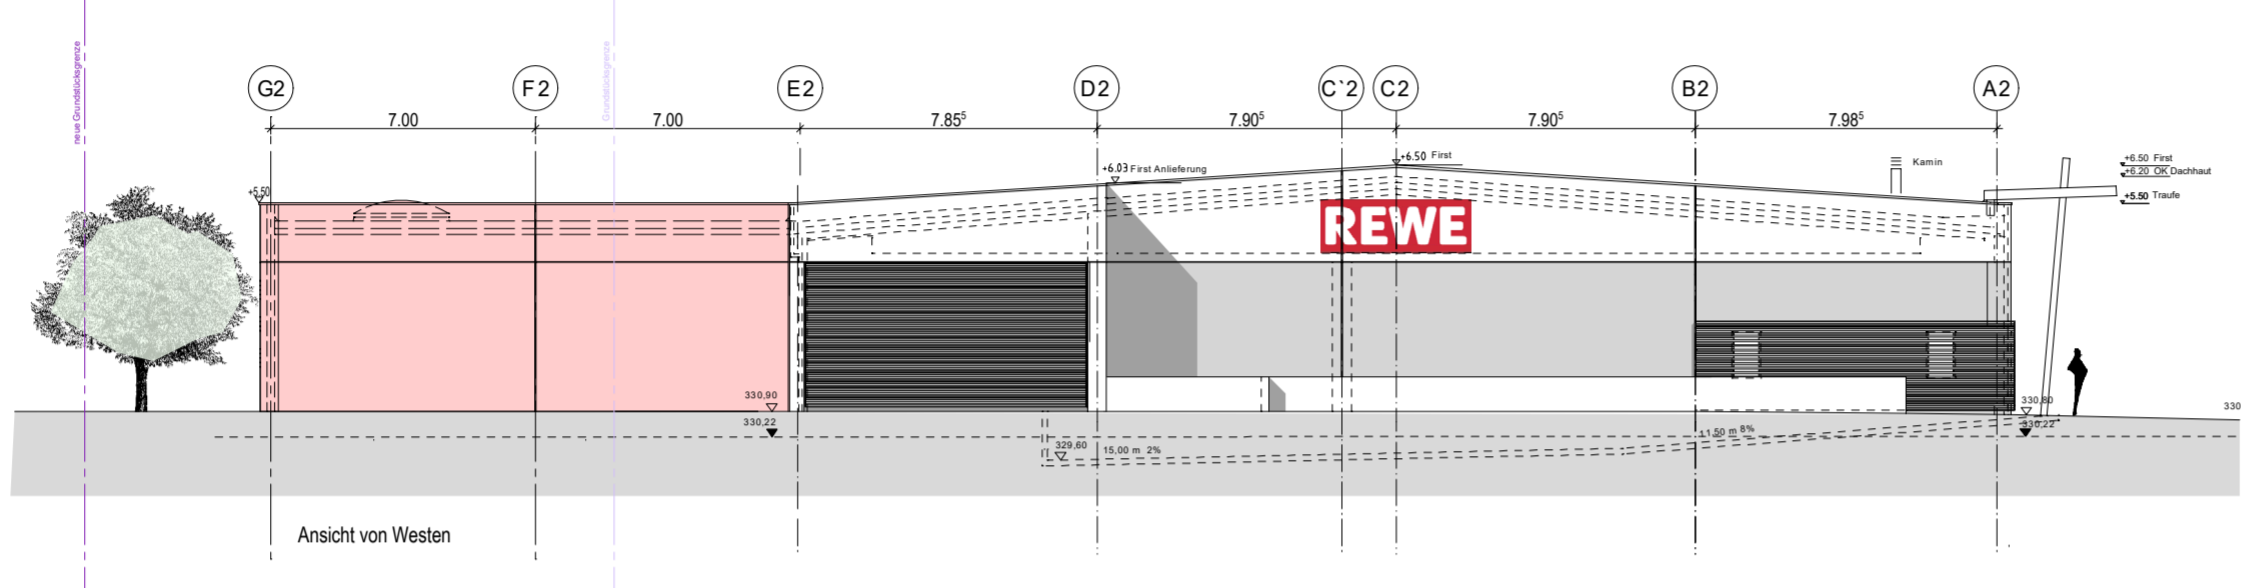 neue Grundstücksgrenze
Grundstücksgrenze
G2 F2 E2 D2 C`2 C2 B2 A2
7.00 7.00 7.85⁵ 7.90⁵ 7.90⁵ 7.98⁵
+6.50 First
+6.03 First Anlieferung
Kamin
+6.50 First
+6.20 OK Dachhaut
+5.50
+5.50 Traufe
REWE
330,90
330,22
330,80
330,22
330
329,60
15,00 m 2%
11,50 m 8%
Ansicht von Westen